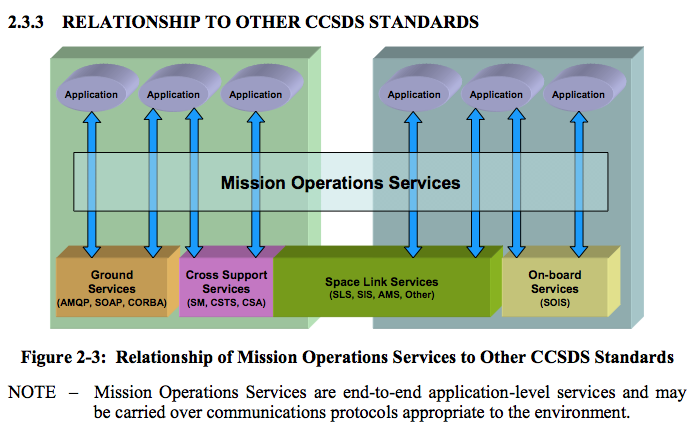 2.3.3 RELATIONSHIP TO OTHER CCSDS STANDARDS
Application Application Application Application Application Application
Mission Operations Services
Ground
Services
(AMQP, SOAP, CORBA)
Cross Support
Services
(SM, CSTS, CSA)
Space Link Services
(SLS, SIS, AMS, Other)
On-board
Services
(SOIS)
Figure 2-3: Relationship of Mission Operations Services to Other CCSDS Standards
NOTE – Mission Operations Services are end-to-end application-level services and may
be carried over communications protocols appropriate to the environment.